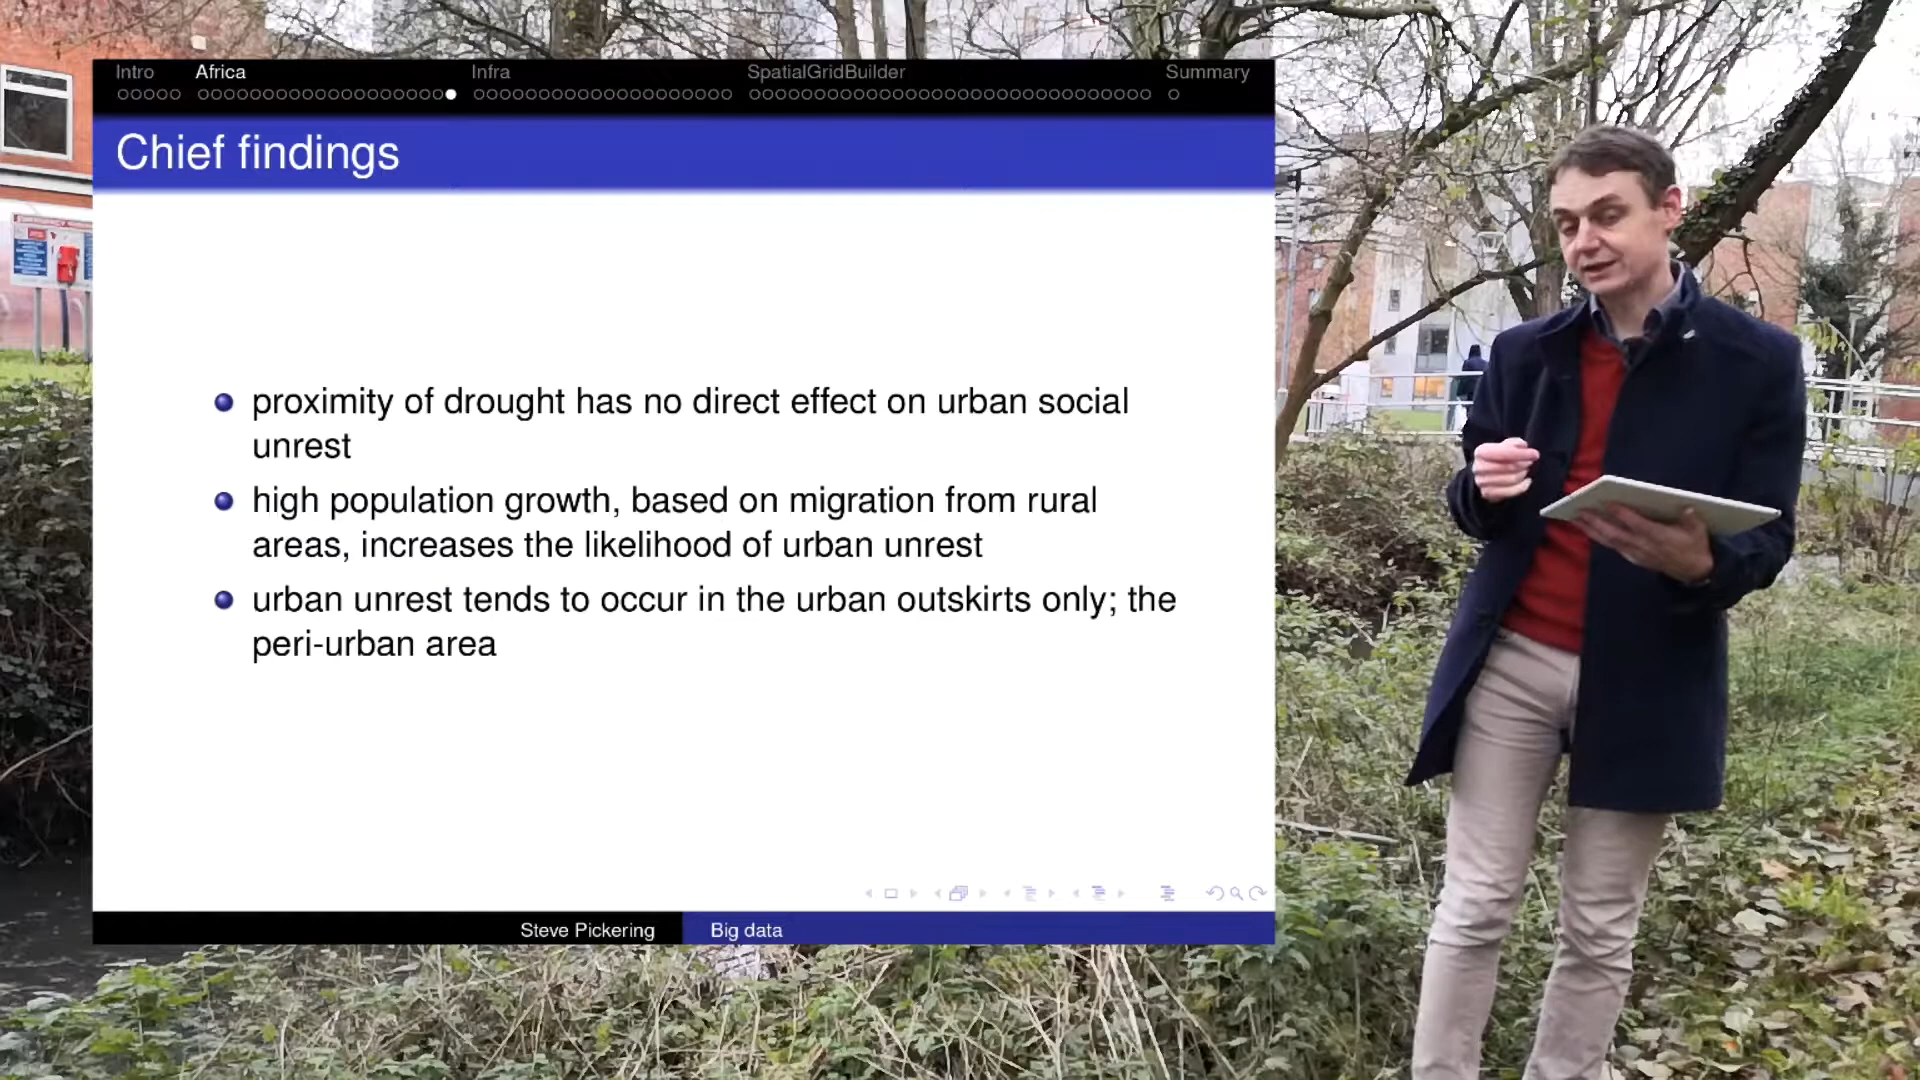 Intro Africa Infra SpatialGridBuilder Summary
Chief findings
proximity of drought has no direct effect on urban social
unrest
high population growth, based on migration from rural
areas, increases the likelihood of urban unrest
urban unrest tends to occur in the urban outskirts only; the
peri-urban area
Steve Pickering Big data